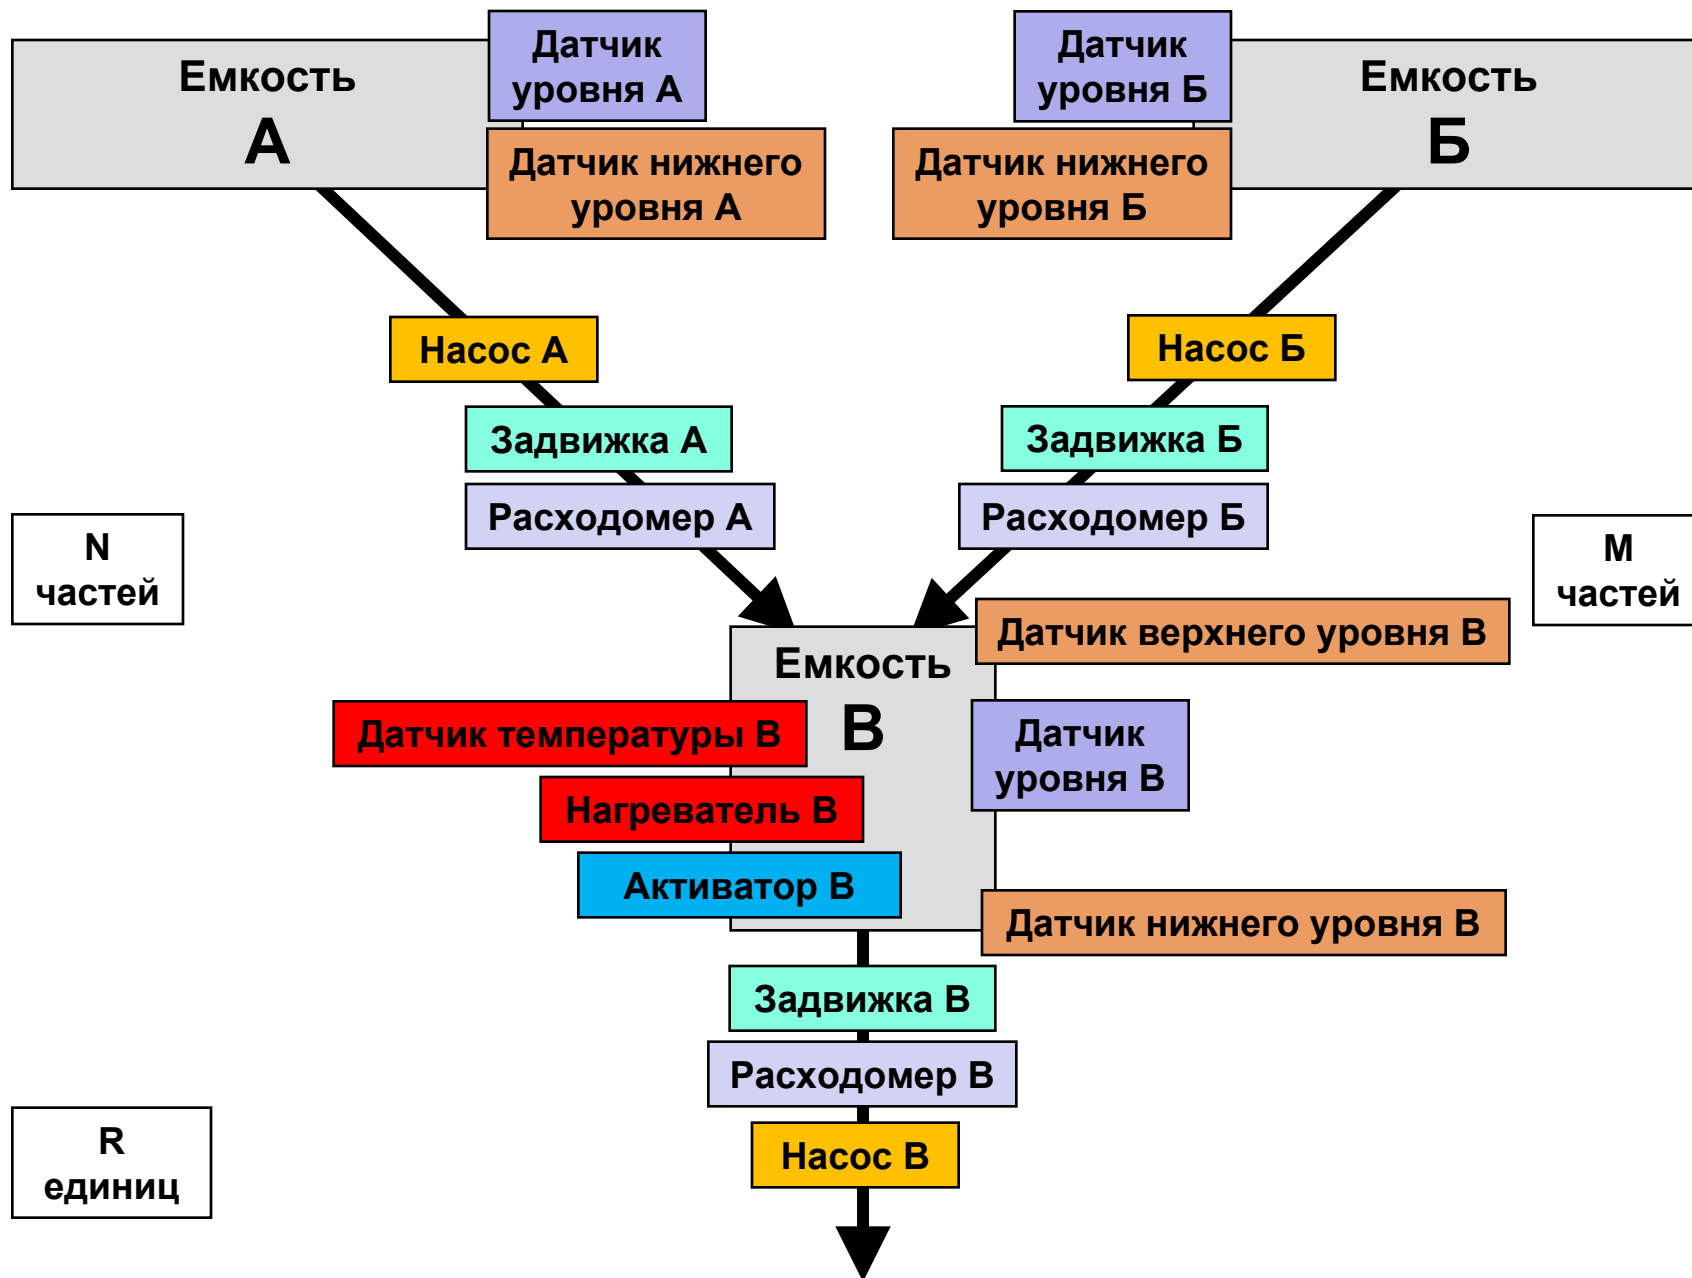 Емкость
А
Датчик
уровня А
Датчик нижнего
уровня А
Датчик
уровня Б
Датчик нижнего
уровня Б
Емкость
Б
Насос А
Насос Б
Задвижка А
Задвижка Б
Расходомер А
Расходомер Б
N
частей
М
частей
Датчик верхнего уровня В
Емкость
В
Датчик температуры В
Датчик
уровня В
Нагреватель В
Активатор В
Датчик нижнего уровня В
Задвижка В
Расходомер В
Насос В
R
единиц